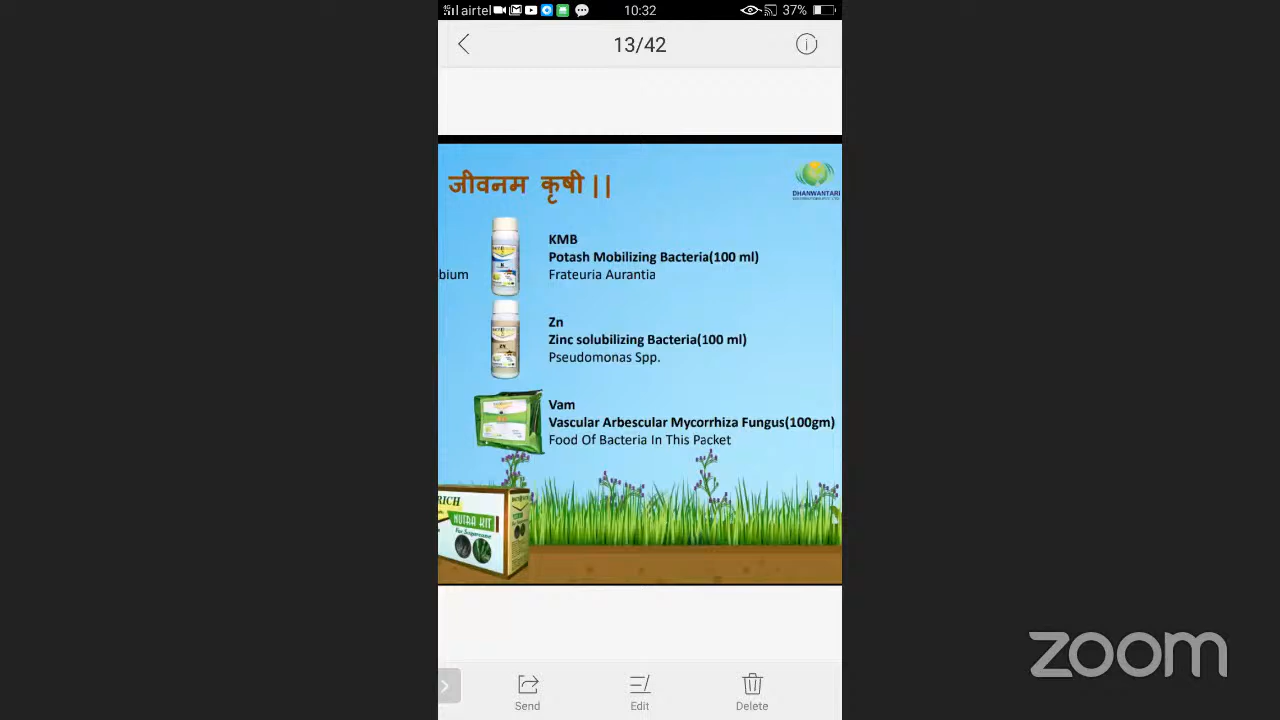 airtel
10:32
37%
13/42
जीवनम कृषी ||
DHANWANTARI
KMB
Potash Mobilizing Bacteria(100 ml)
bium
Frateuria Aurantia
Zn
Zinc solubilizing Bacteria(100 ml)
Pseudomonas Spp.
Vam
Vascular Arbescular Mycorrhiza Fungus(100gm)
Food Of Bacteria In This Packet
RICH
NUTRA KIT
For Sugarcane
Send
Edit
Delete
zoom